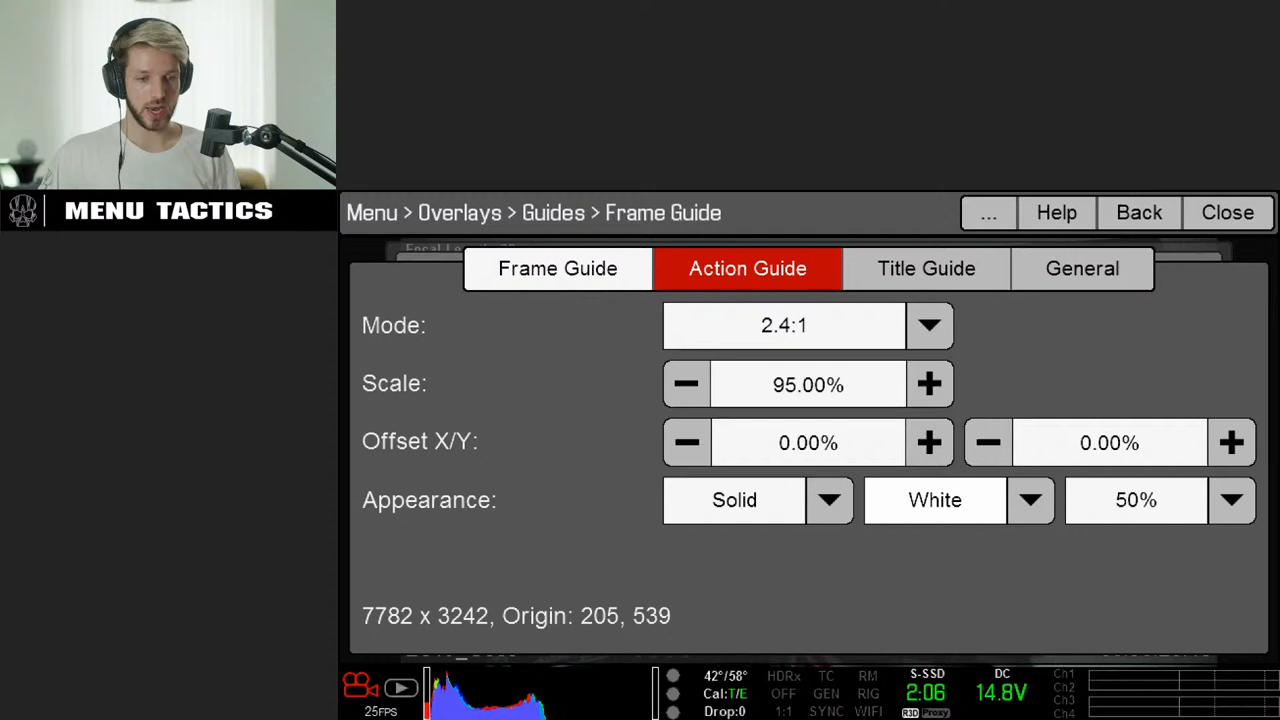 MENU TACTICS
Menu > Overlays > Guides > Frame Guide
... Help Back Close
Frame Guide Action Guide Title Guide General
Mode: 2.4:1
Scale: 95.00%
Offset X/Y: 0.00% 0.00%
Appearance: Solid White 50%
7782 x 3242, Origin: 205, 539
42°/58° HDRx TC RM S-SSD DC Ch1
Cal:T/E OFF GEN RIG 2:06 14.8V Ch2
Ch3
25FPS Drop:0 1:1 SYNC WIFI R3D Proxy Ch4